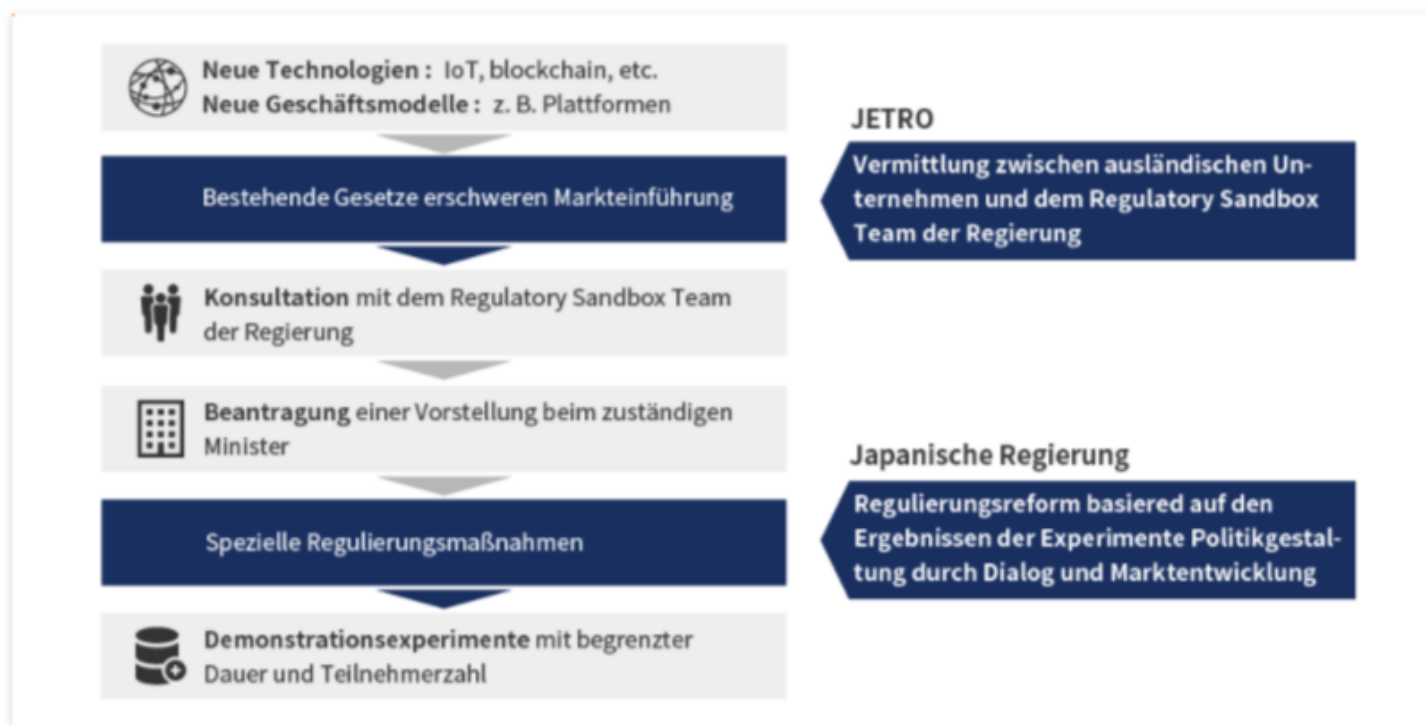 Neue Technologien : IoT, blockchain, etc.
Neue Geschäftsmodelle : z. B. Plattformen
Bestehende Gesetze erschweren Markteinführung
Konsultation mit dem Regulatory Sandbox Team
der Regierung
Beantragung einer Vorstellung beim zuständigen
Minister
Spezielle Regulierungsmaßnahmen
Demonstrationsexperimente mit begrenzter
Dauer und Teilnehmerzahl
JETRO
Vermittlung zwischen ausländischen Un-
ternehmen und dem Regulatory Sandbox
Team der Regierung
Japanische Regierung
Regulierungsreform basiered auf den
Ergebnissen der Experimente Politikgestal-
tung durch Dialog und Marktentwicklung